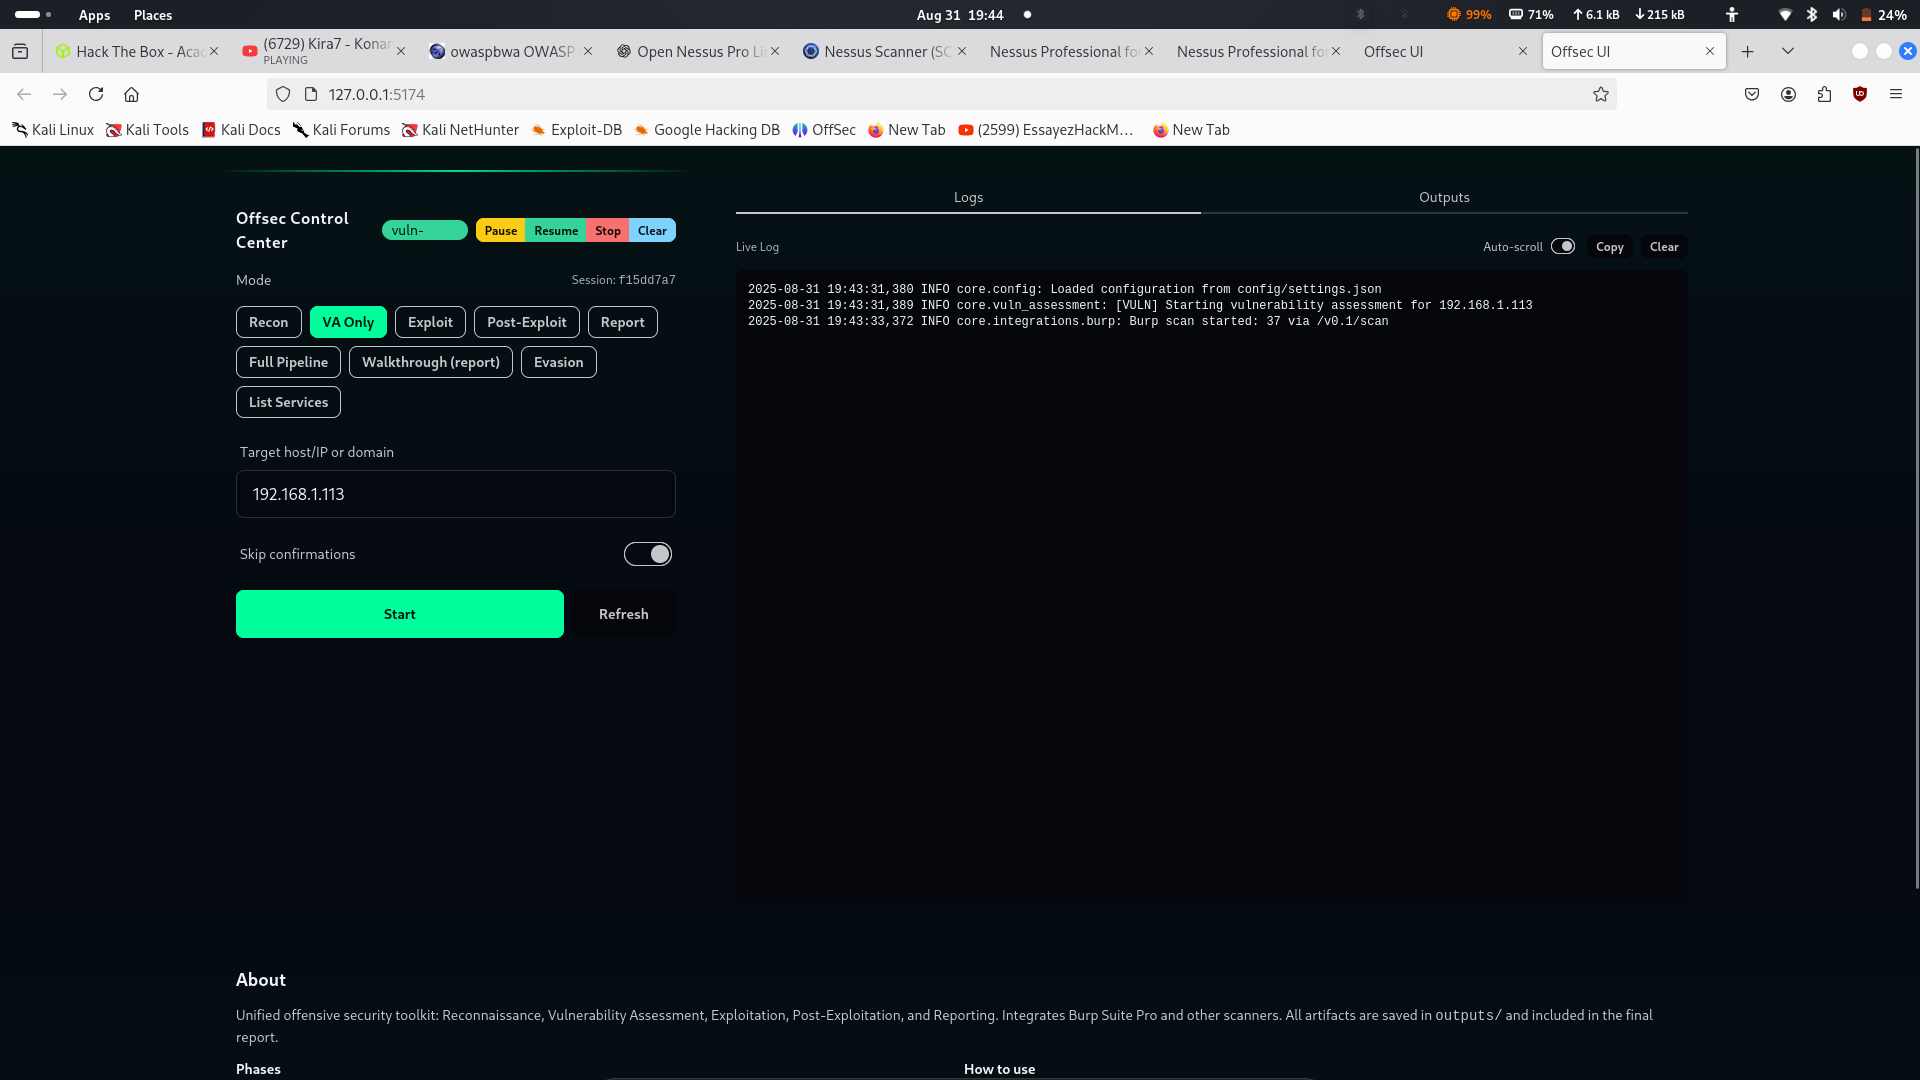 Apps Places Aug 31 19:44 99% 71% 6.1 kB 215 kB 24%
Hack The Box - Aca (6729) Kira7 - Konan owaspbwa OWASP Open Nessus Pro Li Nessus Scanner (SC Nessus Professional fo Nessus Professional fo Offsec UI Offsec UI
PLAYING
127.0.0.1:5174
Kali Linux Kali Tools Kali Docs Kali Forums Kali NetHunter Exploit-DB Google Hacking DB OffSec New Tab (2599) EssayezHackM… New Tab
Logs Outputs
Offsec Control
Center
vuln-
Pause Resume Stop Clear
Live Log Auto-scroll Copy Clear
Mode Session: f15dd7a7
Recon VA Only Exploit Post-Exploit Report
Full Pipeline Walkthrough (report) Evasion
List Services
Target host/IP or domain
192.168.1.113
Skip confirmations
Start Refresh
2025-08-31 19:43:31,380 INFO core.config: Loaded configuration from config/settings.json
2025-08-31 19:43:31,389 INFO core.vuln_assessment: [VULN] Starting vulnerability assessment for 192.168.1.113
2025-08-31 19:43:33,372 INFO core.integrations.burp: Burp scan started: 37 via /v0.1/scan
About
Unified offensive security toolkit: Reconnaissance, Vulnerability Assessment, Exploitation, Post-Exploitation, and Reporting. Integrates Burp Suite Pro and other scanners. All artifacts are saved in outputs/ and included in the final
report.
Phases How to use